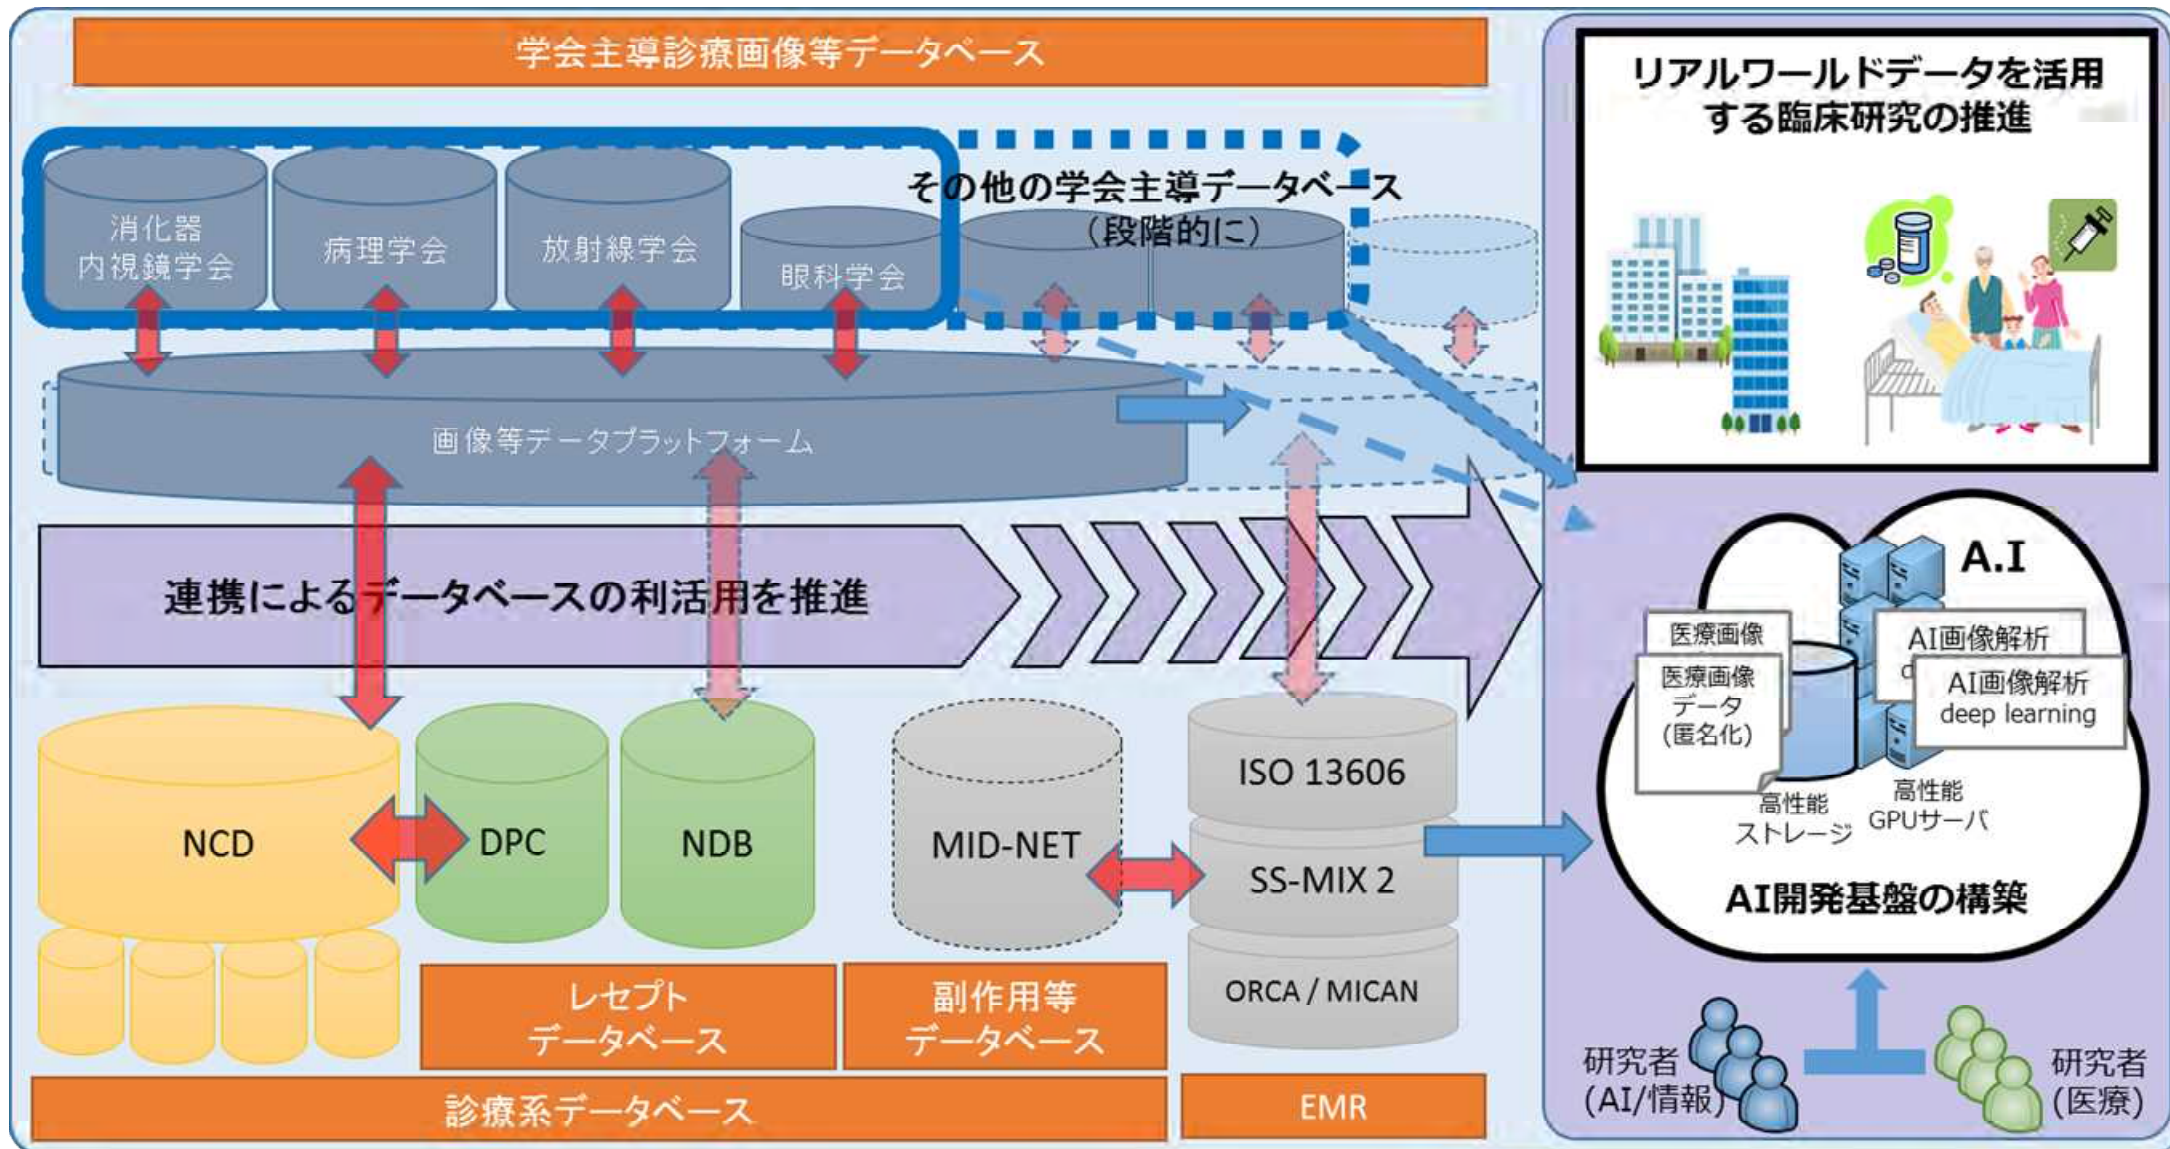 学会主導診療画像等データベース
消化器
内視鏡学会
病理学会
放射線学会
眼科学会
その他の学会主導データベース
（段階的に）
画像等データプラットフォーム
連携によるデータベースの利活用を推進
NCD
DPC
NDB
MID-NET
ISO 13606
SS-MIX 2
ORCA / MICAN
レセプト
データベース
副作用等
データベース
診療系データベース
EMR
リアルワールドデータを活用
する臨床研究の推進
A.I
医療画像
医療画像
データ
(匿名化)
AI画像解析
d
AI画像解析
deep learning
高性能
ストレージ
高性能
GPUサーバ
AI開発基盤の構築
研究者
(AI/情報)
研究者
(医療)